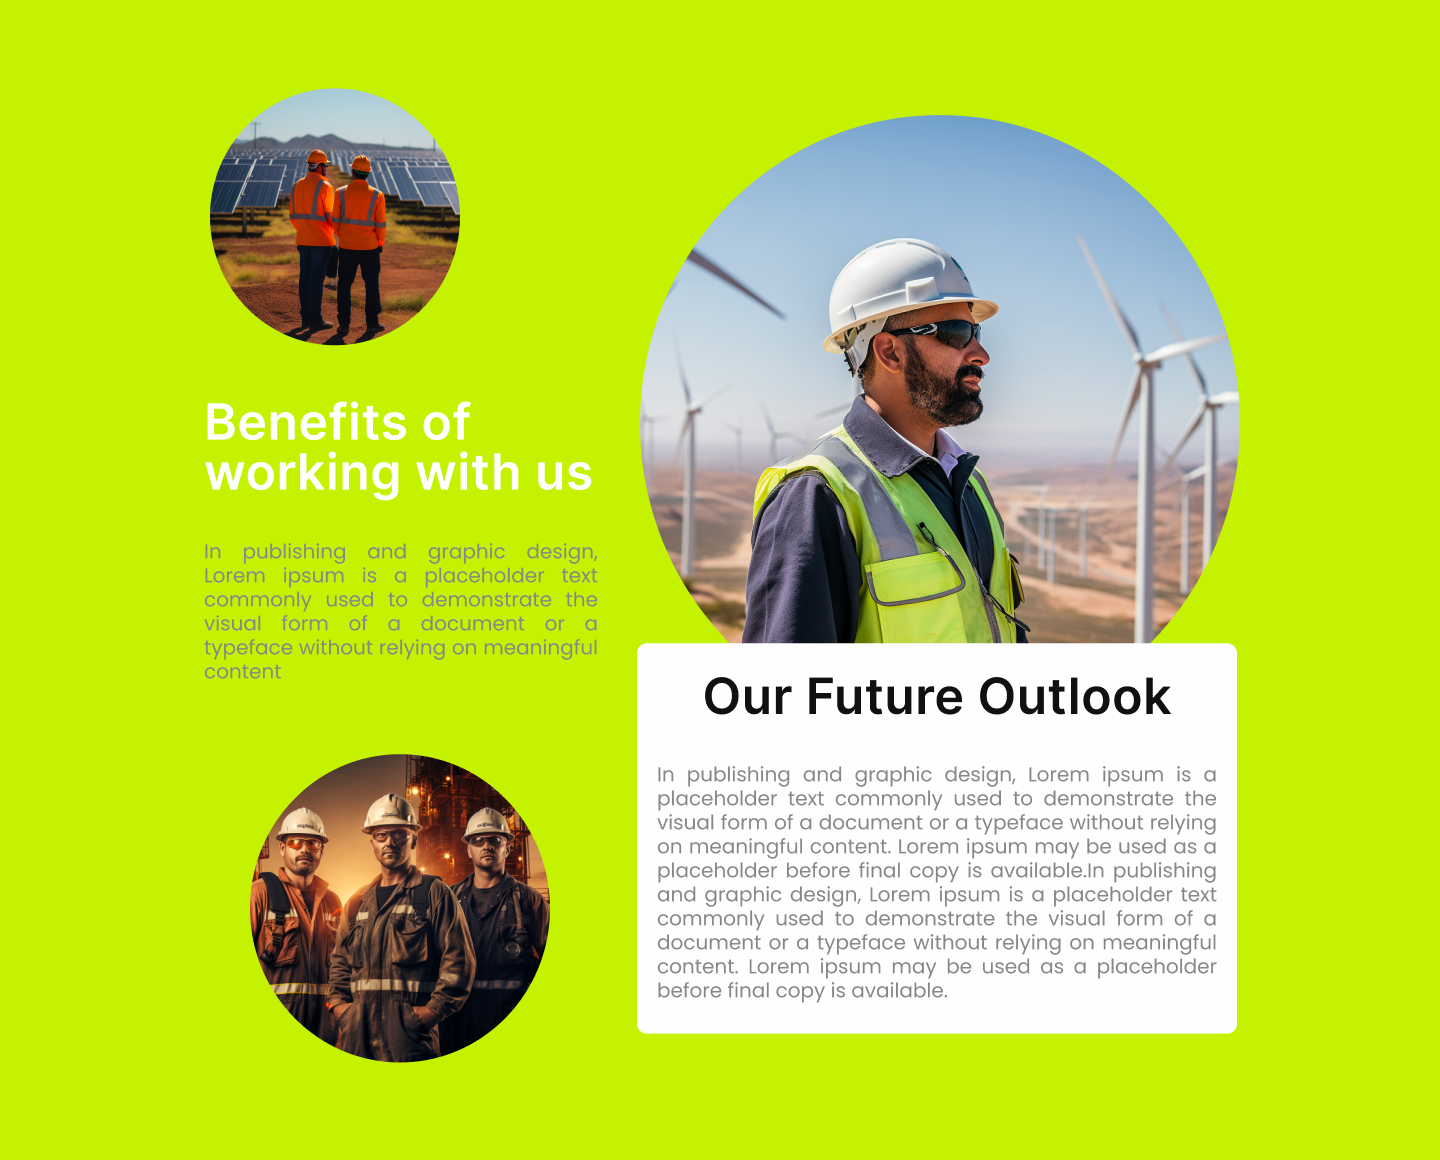 Benefits of
working with us
In publishing and graphic design,
Lorem ipsum is a placeholder text
commonly used to demonstrate the
visual form of a document or a
typeface without relying on meaningful
content
Our Future Outlook
In publishing and graphic design, Lorem ipsum is a
placeholder text commonly used to demonstrate the
visual form of a document or a typeface without relying
on meaningful content. Lorem ipsum may be used as a
placeholder before final copy is available.In publishing
and graphic design, Lorem ipsum is a placeholder text
commonly used to demonstrate the visual form of a
document or a typeface without relying on meaningful
content. Lorem ipsum may be used as a placeholder
before final copy is available.